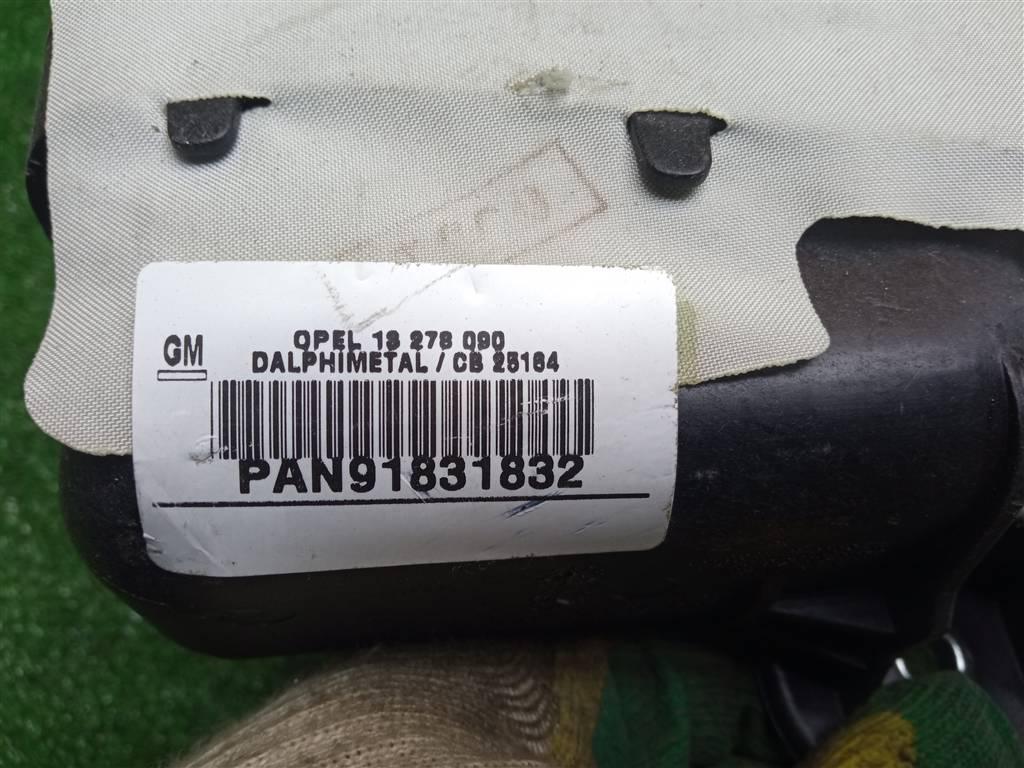 GM
OPEL 13 278 090
DALPHIMETAL / CB 25164
PAN91831832